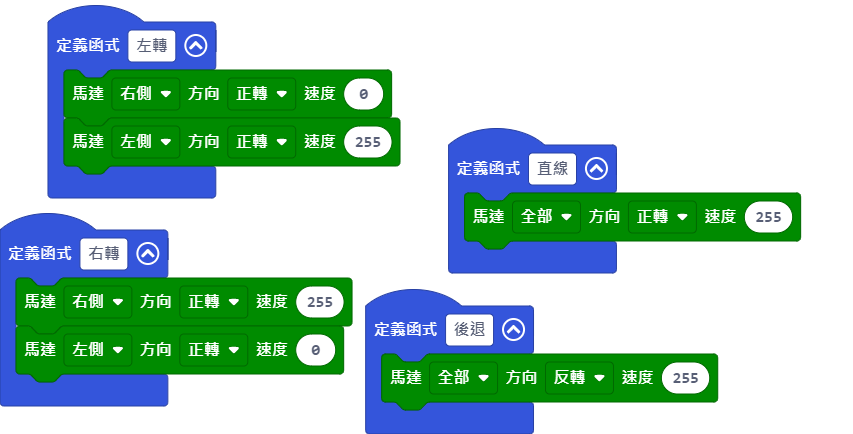 定義函式 左轉
馬達 右側 方向 正轉 速度 0
馬達 左側 方向 正轉 速度 255
定義函式 直線
馬達 全部 方向 正轉 速度 255
定義函式 右轉
馬達 右側 方向 正轉 速度 255
馬達 左側 方向 正轉 速度 0
定義函式 後退
馬達 全部 方向 反轉 速度 255